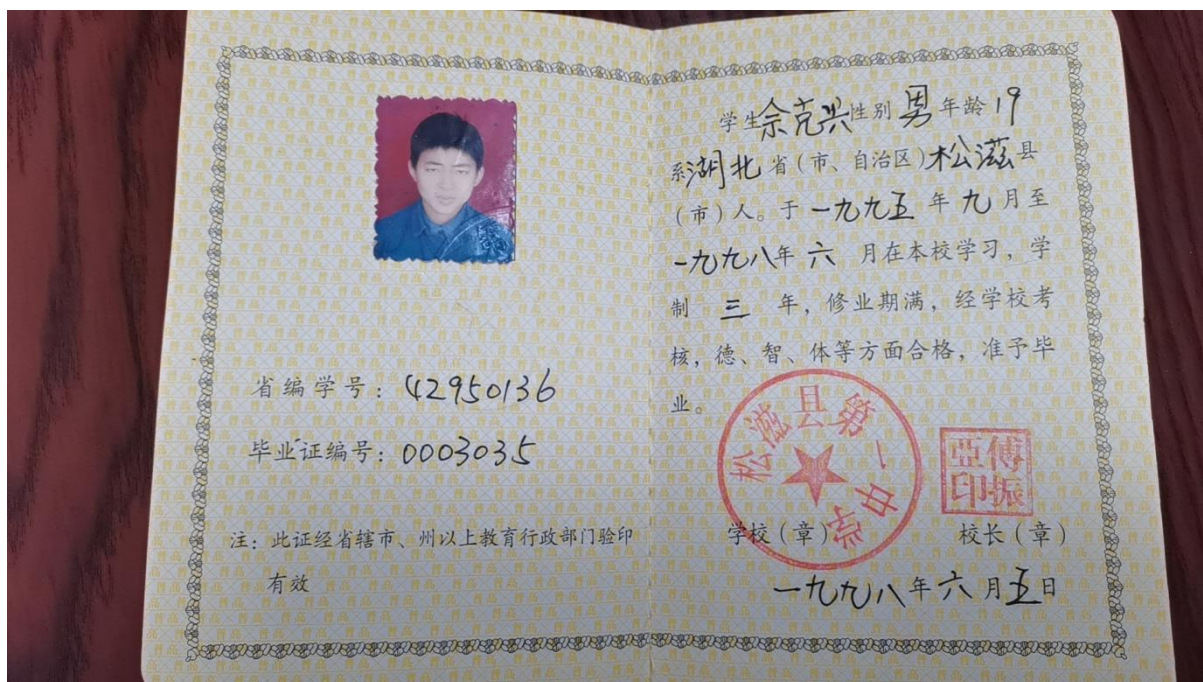 省编学号：42950136
毕业证编号：0003035
注：此证经省辖市、州以上教育行政部门验印
有效
学生佘克兴性别男年龄19
系湖北省（市、自治区）松滋县
（市）人。于一九九五年九月至
一九九八年六月在本校学习，学
制三年，修业期满，经学校考
核，德、智、体等方面合格，准予毕
业。
松滋县第一中学
傅振亞印
学校（章）校长（章）
一九九八年六月五日